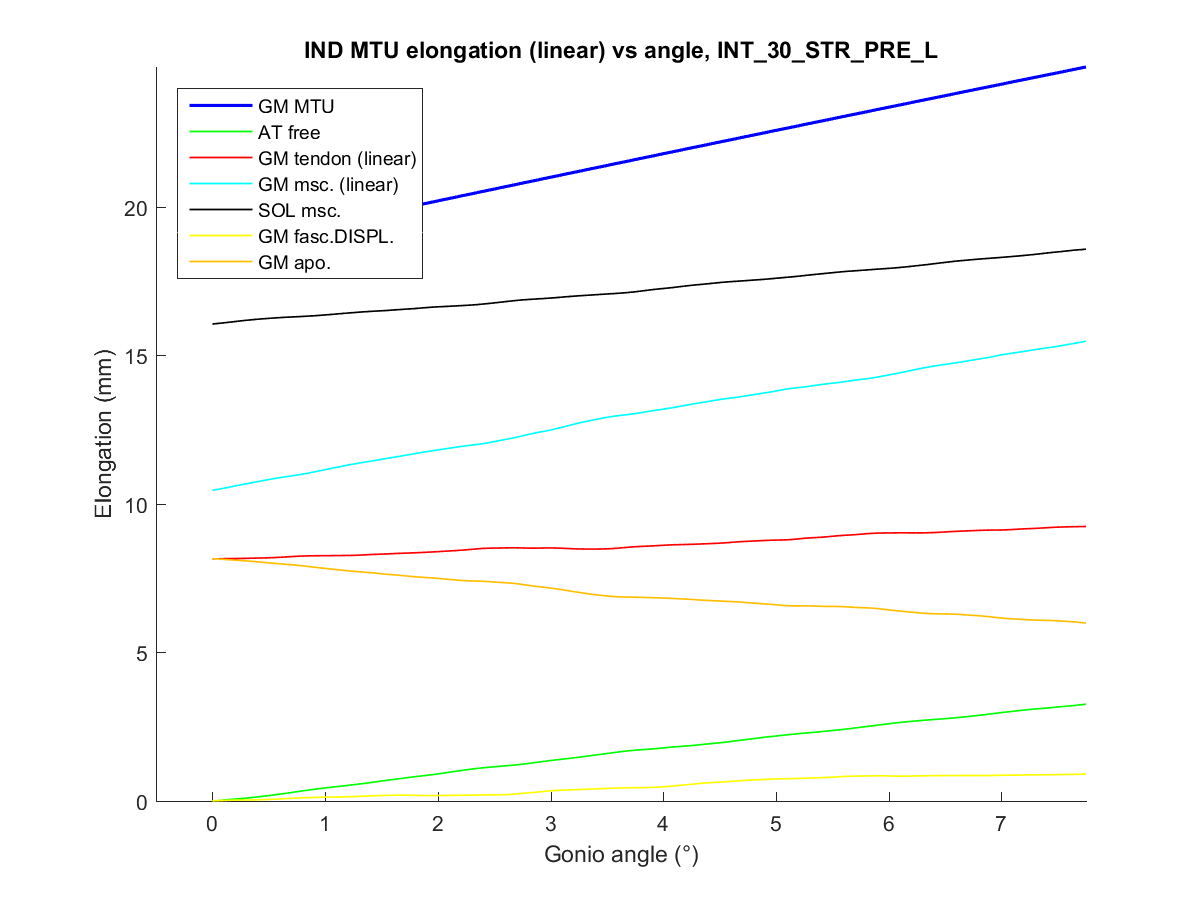 IND MTU elongation (linear) vs angle, INT_30_STR_PRE_L
GM MTU
AT free
GM tendon (linear)
GM msc. (linear)
SOL msc.
GM fasc.DISPL.
GM apo.
Elongation (mm)
20
15
10
5
0
0 1 2 3 4 5 6 7
Gonio angle (°)